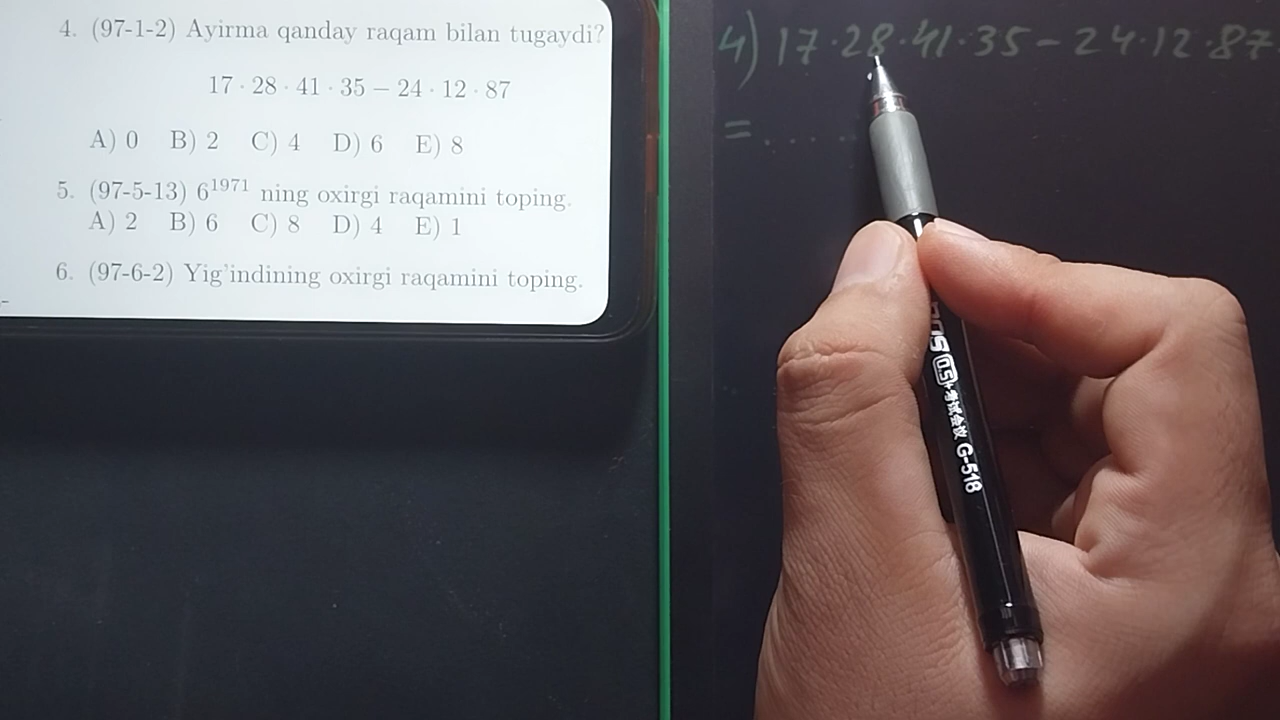 4. (97-1-2) Ayirma qanday raqam bilan tugaydi?
17 · 28 · 41 · 35 − 24 · 12 · 87
A) 0 B) 2 C) 4 D) 6 E) 8
5. (97-5-13) 6^1971 ning oxirgi raqamini toping.
A) 2 B) 6 C) 8 D) 4 E) 1
6. (97-6-2) Yig'indining oxirgi raqamini toping.
4) 17·28·41·35−24·12·87
= .....
0.5 G-518